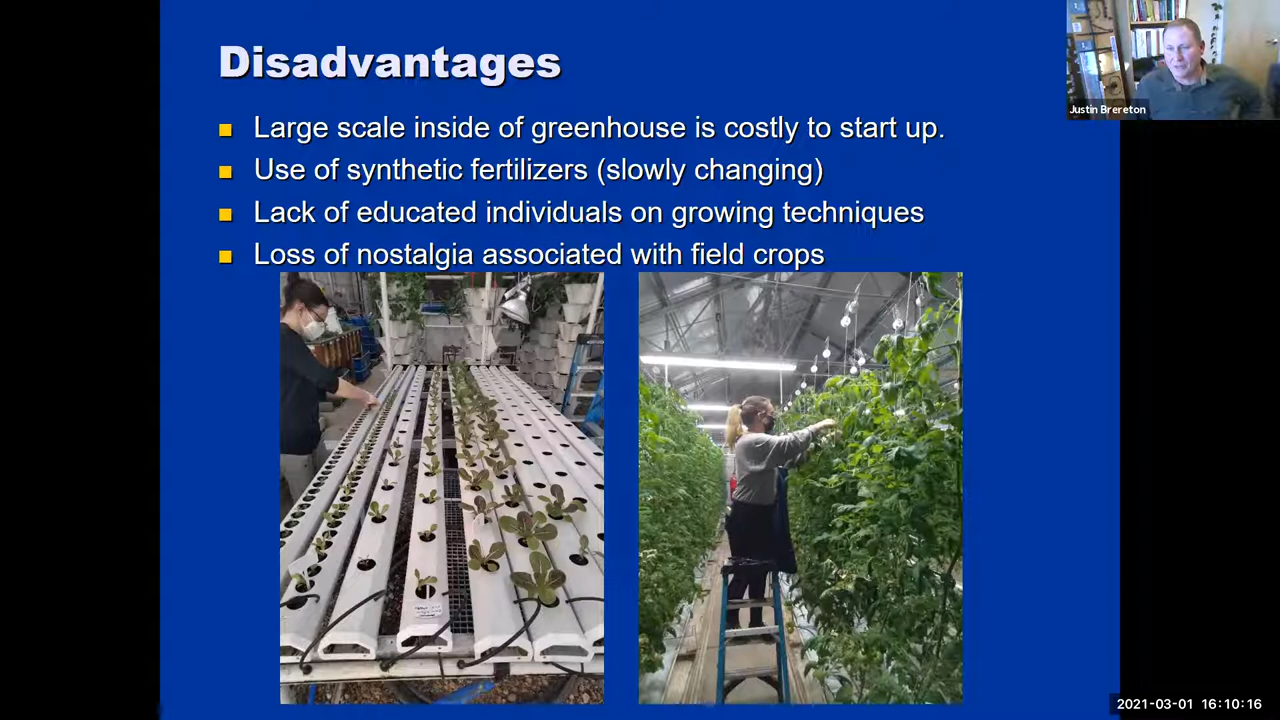 Disadvantages
Large scale inside of greenhouse is costly to start up.
Use of synthetic fertilizers (slowly changing)
Lack of educated individuals on growing techniques
Loss of nostalgia associated with field crops
Justin Brereton
2021-03-01 16:10:16